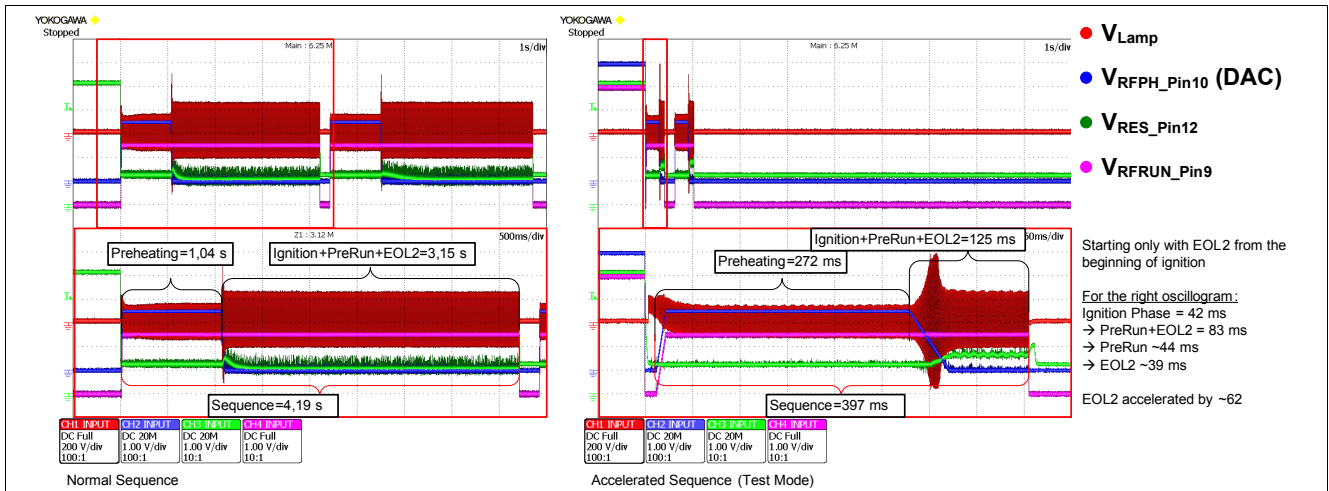 YOKOGAWA
Stopped
Main : 6.25 M
1s/div
Z1 : 3.12 M
500ms/div
Preheating=1,04 s
Ignition+PreRun+EOL2=3,15 s
Sequence=4,19 s
CH1 INPUT
DC Full
200 V/div
100:1
CH2 INPUT
DC 20M
1.00 V/div
100:1
CH3 INPUT
DC 20M
1.00 V/div
10:1
CH4 INPUT
DC Full
1.00 V/div
10:1
Normal Sequence
YOKOGAWA
Stopped
Main : 6.25 M
1s/div
Ignition+PreRun+EOL2=125 ms
Preheating=272 ms
Sequence=397 ms
CH1 INPUT
DC Full
200 V/div
100:1
CH2 INPUT
DC 20M
1.00 V/div
100:1
CH3 INPUT
DC 20M
1.00 V/div
10:1
CH4 INPUT
DC Full
1.00 V/div
10:1
Accelerated Sequence (Test Mode)
VLamp
VRFPH_Pin10 (DAC)
VRES_Pin12
VRFRUN_Pin9
Starting only with EOL2 from the
beginning of ignition
For the right oscillogram:
Ignition Phase = 42 ms
→ PreRun+EOL2 = 83 ms
→ PreRun ~44 ms
→ EOL2 ~39 ms
EOL2 accelerated by ~62